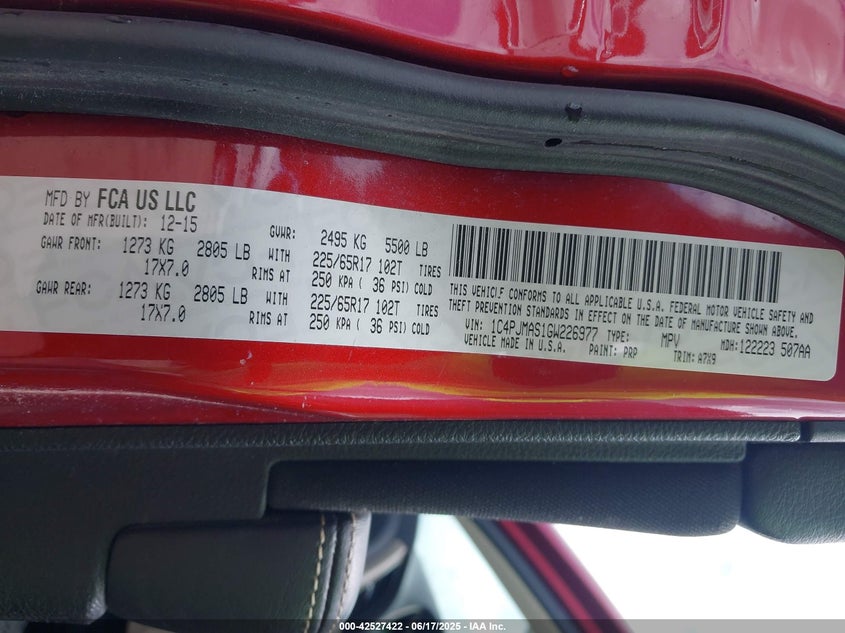 MFD BY FCA US LLC
DATE OF MFR(BUILT): 12-15 GVWR: 2495 KG 5500 LB
GAWR FRONT: 1273 KG 2805 LB WITH 225/65R17 102T TIRES
17X7.0 RIMS AT 250 KPA ( 36 PSI) COLD
GAWR REAR: 1273 KG 2805 LB WITH 225/65R17 102T TIRES
17X7.0 RIMS AT 250 KPA ( 36 PSI) COLD
THIS VEHICLE CONFORMS TO ALL APPLICABLE U.S.A. FEDERAL MOTOR VEHICLE SAFETY AND
THEFT PREVENTION STANDARDS IN EFFECT ON THE DATE OF MANUFACTURE SHOWN ABOVE.
VIN: 1C4PJMAS1GW226977 TYPE: MPV MDH: 122223 507AA
VEHICLE MADE IN U.S.A. PAINT: PRP TRIM: A7X9
000-42527422 - 06/17/2025 - IAA Inc.